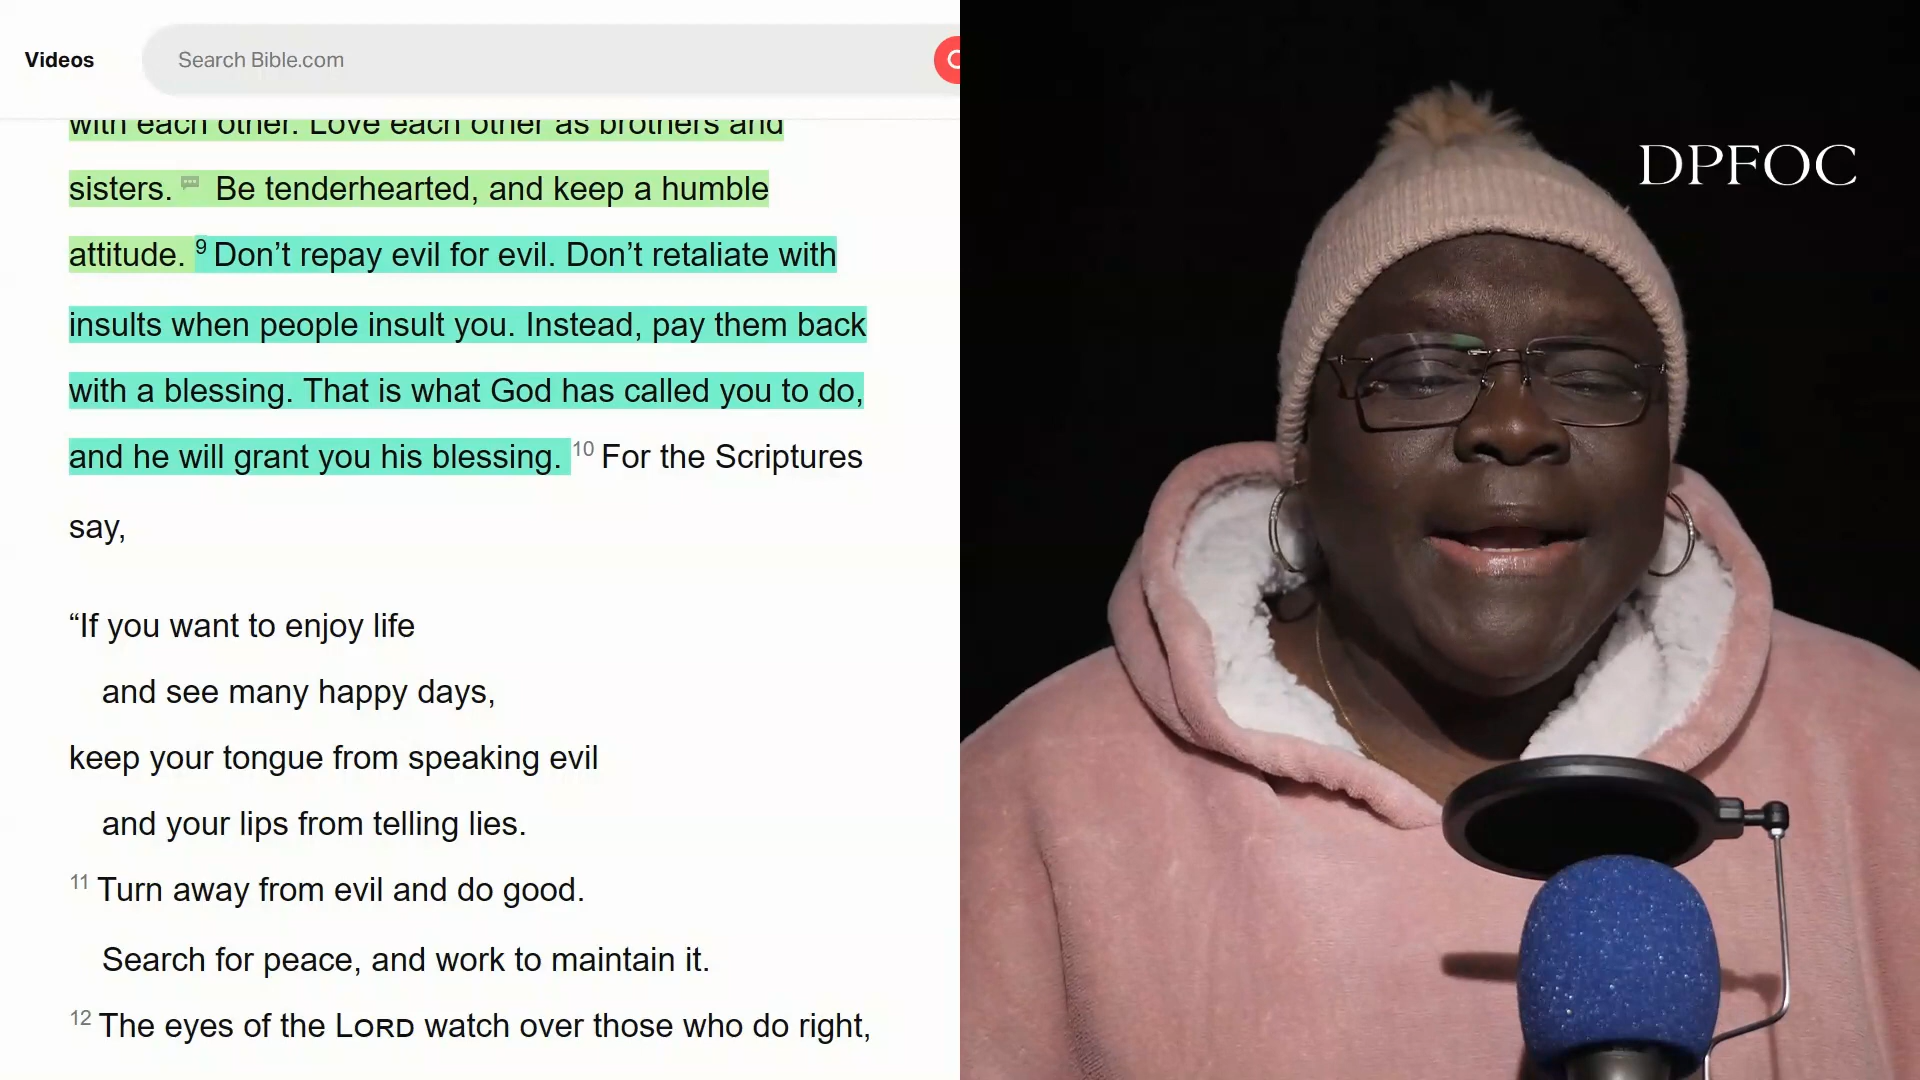 Videos
Search Bible.com
with each other. Love each other as brothers and
sisters. Be tenderhearted, and keep a humble
attitude. 9 Don’t repay evil for evil. Don’t retaliate with
insults when people insult you. Instead, pay them back
with a blessing. That is what God has called you to do,
and he will grant you his blessing. 10 For the Scriptures
say,
“If you want to enjoy life
and see many happy days,
keep your tongue from speaking evil
and your lips from telling lies.
11 Turn away from evil and do good.
Search for peace, and work to maintain it.
12 The eyes of the LORD watch over those who do right,
DPFOC